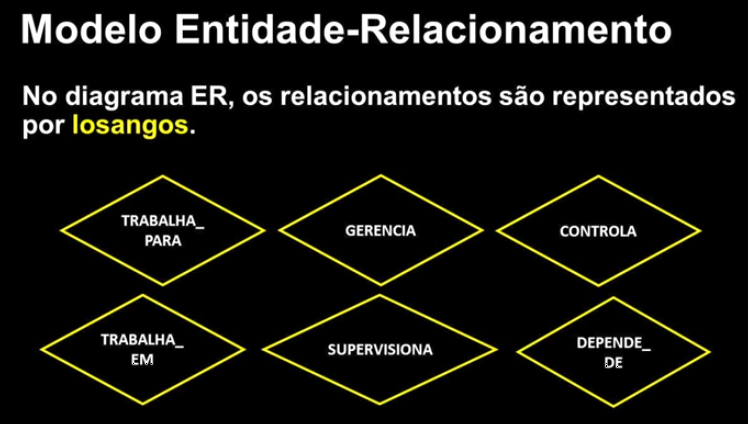 Modelo Entidade-Relacionamento
No diagrama ER, os relacionamentos são representados
por losangos.
TRABALHA_
PARA
GERENCIA
CONTROLA
TRABALHA_
EM
SUPERVISIONA
DEPENDE_
DE